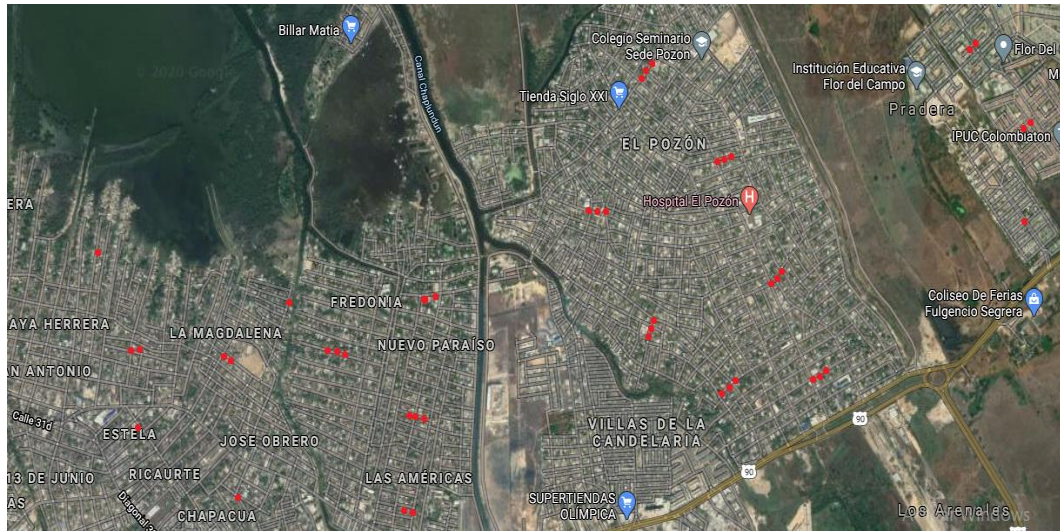 Billar Matia
Canal Chaplundun
© 2020 Google
Colegio Seminario
Sede Pozon
Tienda Siglo XXI
EL POZÓN
Hospital El Pozón
Institución Educativa
Flor del Campo
Flor Del
Pradera
M
IPUC Colombiaton
Coliseo De Ferias
Fulgencio Segrera
ERA
FREDONIA
AYA HERRERA
LA MAGDALENA
NUEVO PARAÍSO
AN ANTONIO
Calle 31d
ESTELA
JOSE OBRERO
VILLAS DE LA
CANDELARIA
90
90
13 DE JUNIO
RICAURTE
LAS AMÉRICAS
AS
Diagonal 32
CHAPACUA
SUPERTIENDAS
OLÍMPICA
Los Arenales
Windows